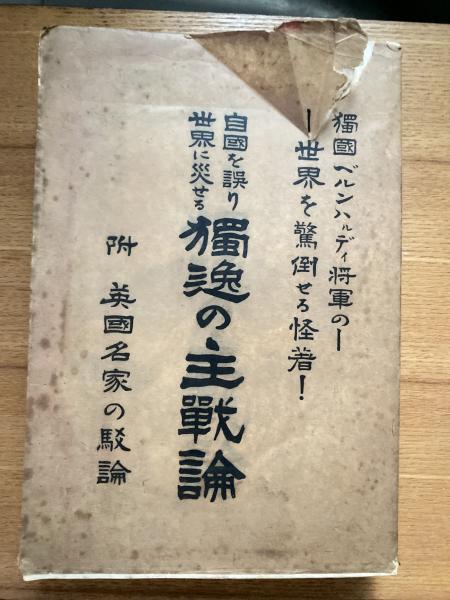 獨國ベルンハルディ将軍のー
ー世界を驚倒せる怪著！
自國を誤り
世界に災せる
獨逸の主戰論
附 英國名家の駁論